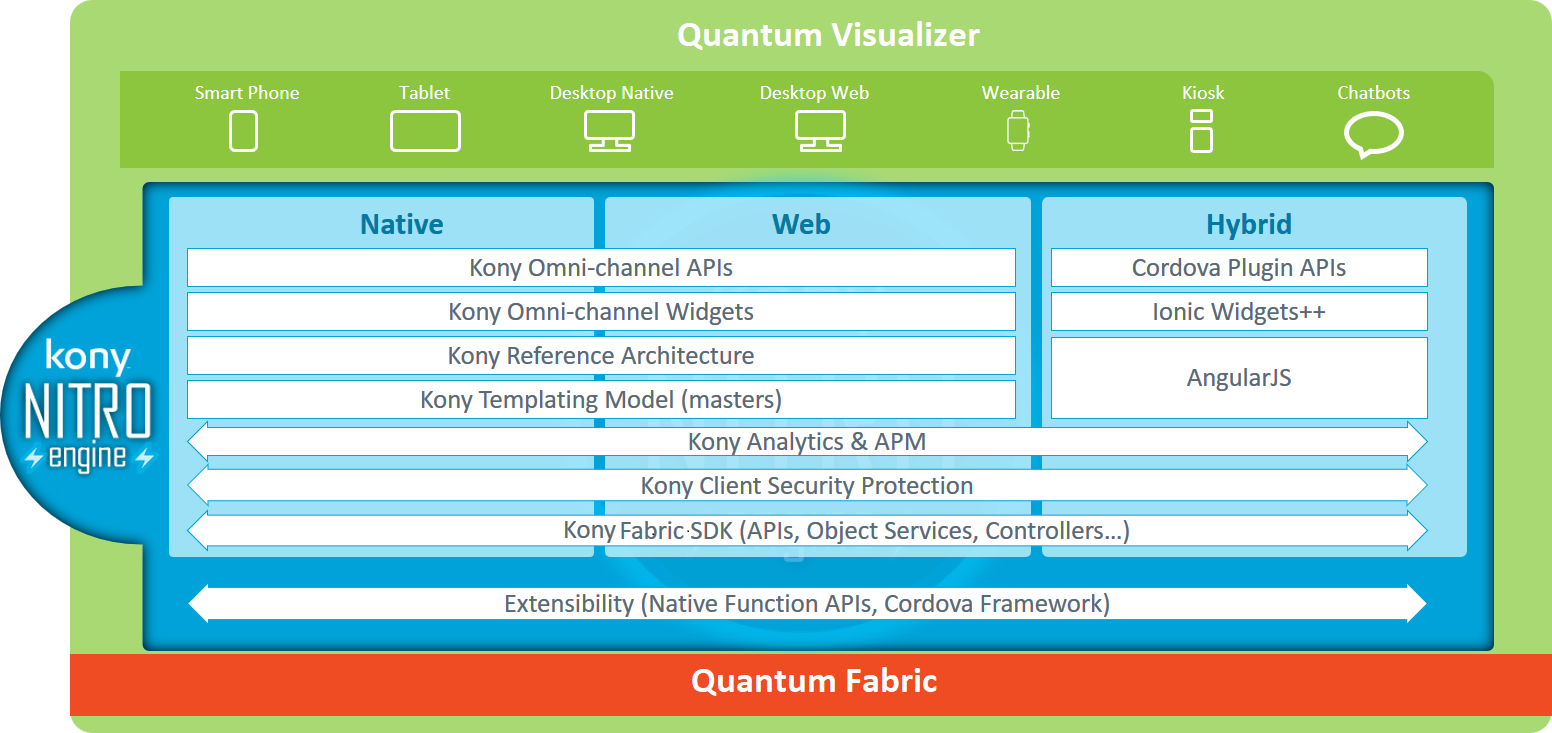 Quantum Visualizer
Smart Phone
Tablet
Desktop Native
Desktop Web
Wearable
Kiosk
Chatbots
Native
Web
Hybrid
Kony Omni-channel APIs
Cordova Plugin APIs
Kony Omni-channel Widgets
Ionic Widgets++
Kony Reference Architecture
AngularJS
Kony Templating Model (masters)
kony
NITRO
engine
Kony Analytics & APM
Kony Client Security Protection
Kony Fabric SDK (APIs, Object Services, Controllers...)
Extensibility (Native Function APIs, Cordova Framework)
Quantum Fabric